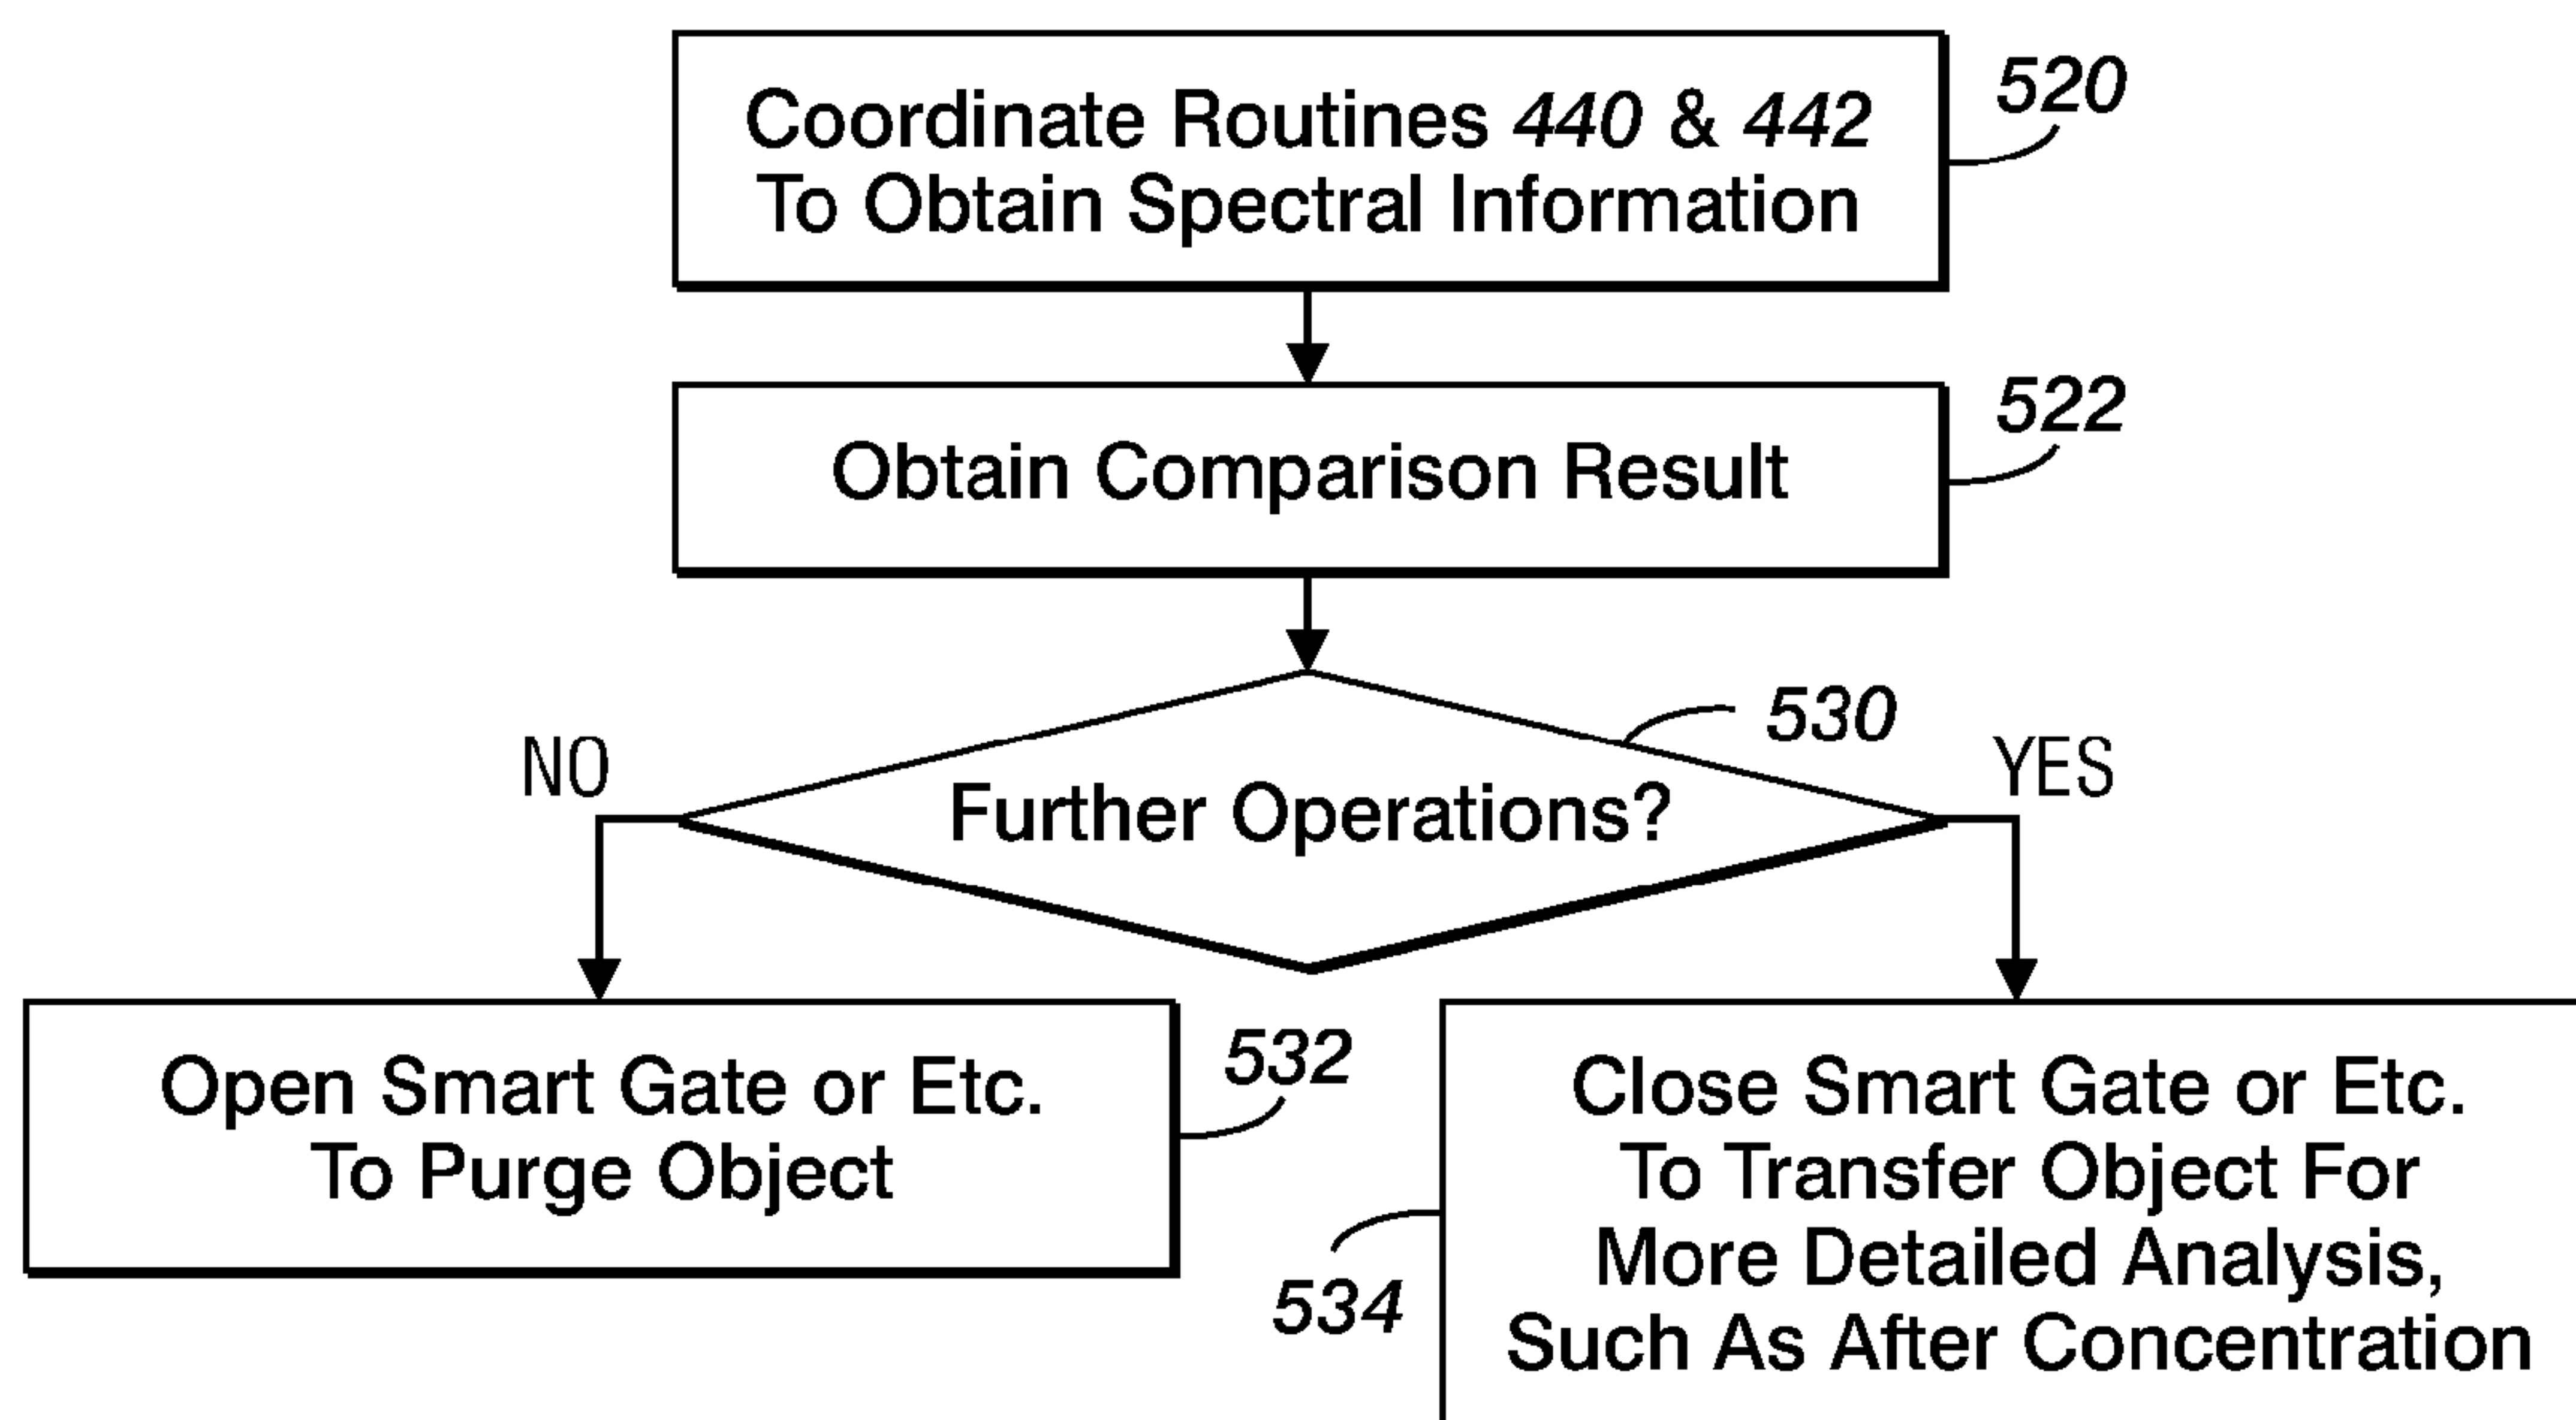 Coordinate Routines 440 & 442
To Obtain Spectral Information
520
Obtain Comparison Result
522
Further Operations?
530
NO
YES
Open Smart Gate or Etc.
To Purge Object
532
Close Smart Gate or Etc.
To Transfer Object For
More Detailed Analysis,
Such As After Concentration
534